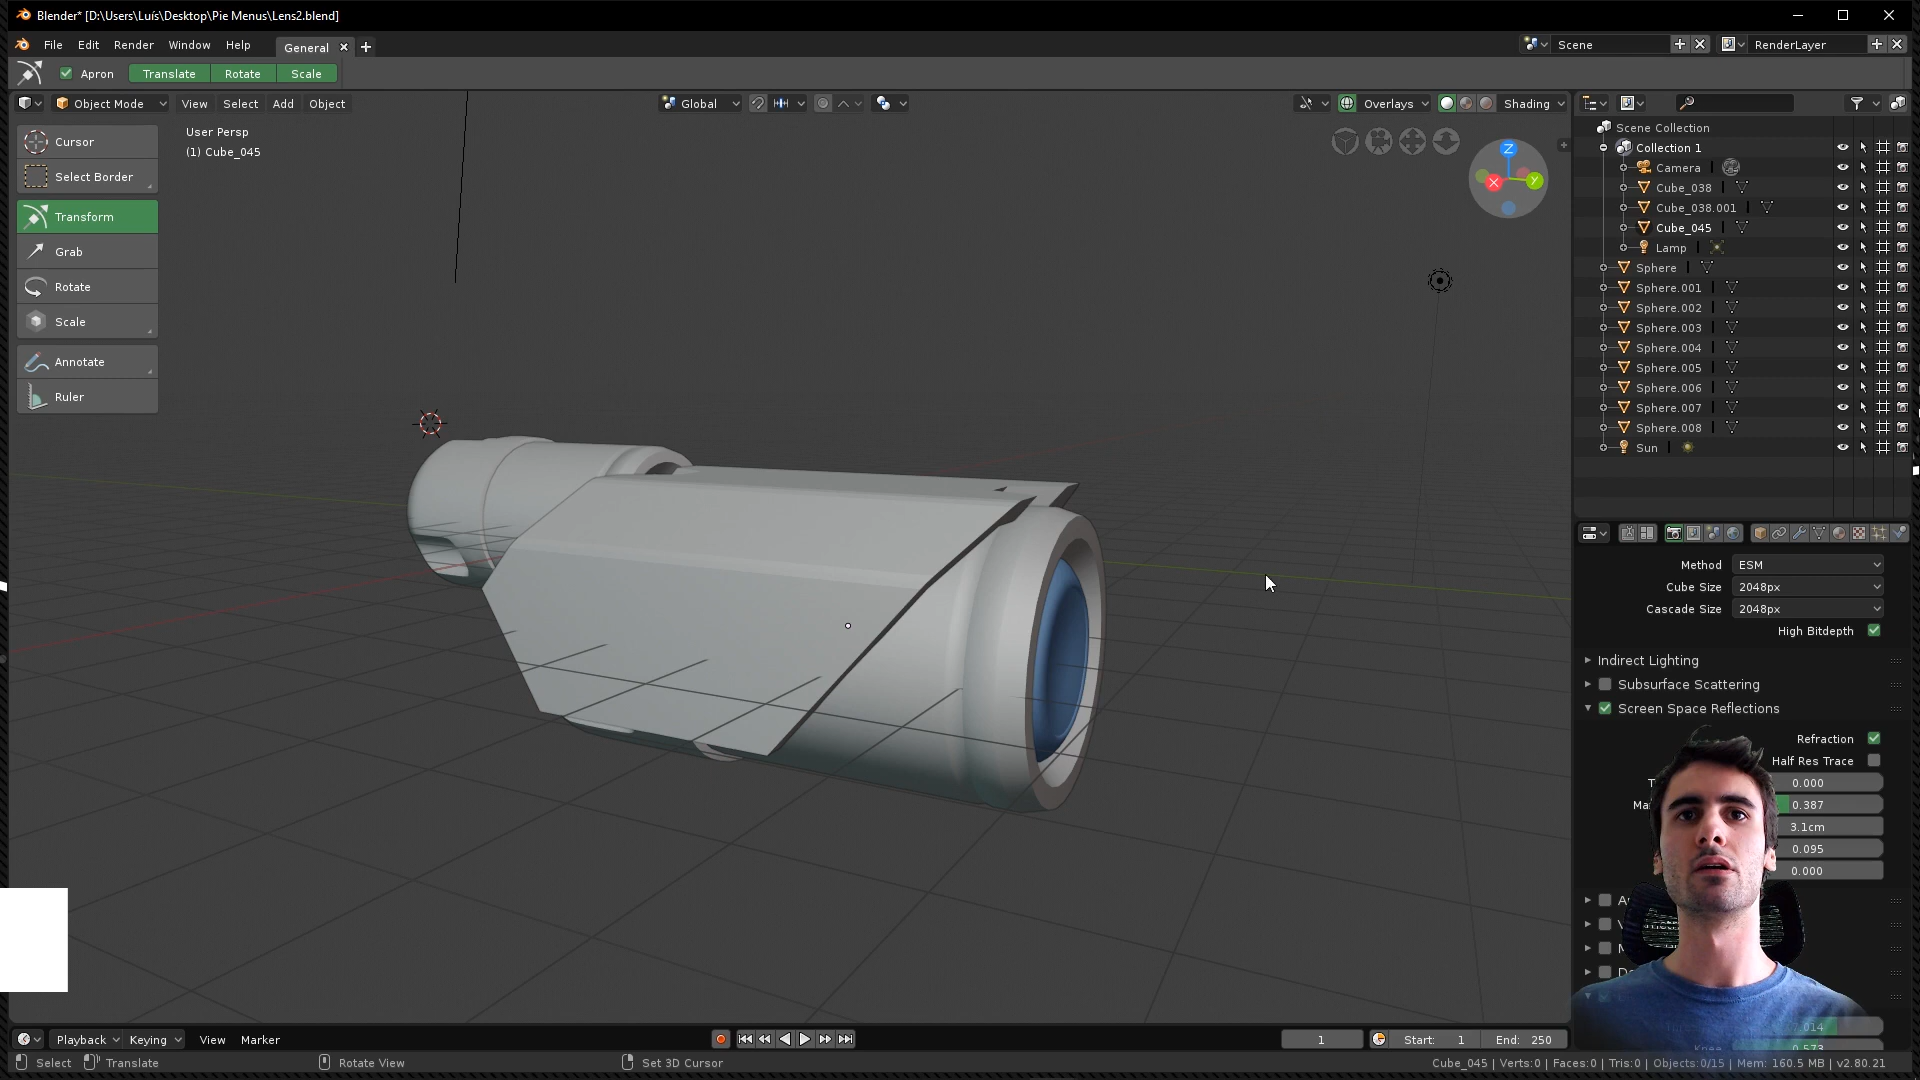 Blender* [D:\Users\Luís\Desktop\Pie Menus\Lens2.blend]
File Edit Render Window Help General Scene RenderLayer
Apron Translate Rotate Scale
Object Mode View Select Add Object Global Overlays Shading
User Persp
(1) Cube_045
Cursor
Select Border
Transform
Grab
Rotate
Scale
Annotate
Ruler
Z
X
Y
Scene Collection
Collection 1
Camera
Cube_038
Cube_038.001
Cube_045
Lamp
Sphere
Sphere.001
Sphere.002
Sphere.003
Sphere.004
Sphere.005
Sphere.006
Sphere.007
Sphere.008
Sun
Method ESM
Cube Size 2048px
Cascade Size 2048px
High Bitdepth
Indirect Lighting
Subsurface Scattering
Screen Space Reflections
Refraction
Half Res Trace
0.000
0.387
3.1cm
0.095
0.000
0.573
Playback Keying View Marker 1 Start: 1 End: 250
Select Translate Rotate View Set 3D Cursor Cube_045 | Verts:0 | Faces:0 | Tris:0 | Objects:0/15 | Mem: 160.5 MB | v2.80.21